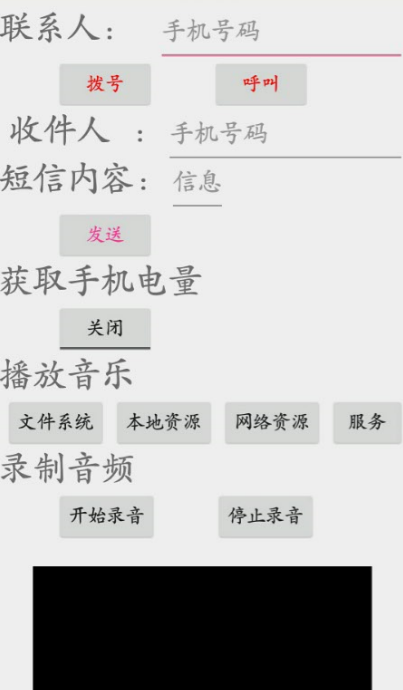 联系人： 手机号码
拨号 呼叫
收件人 ： 手机号码
短信内容： 信息
发送
获取手机电量
关闭
播放音乐
文件系统 本地资源 网络资源 服务
录制音频
开始录音 停止录音